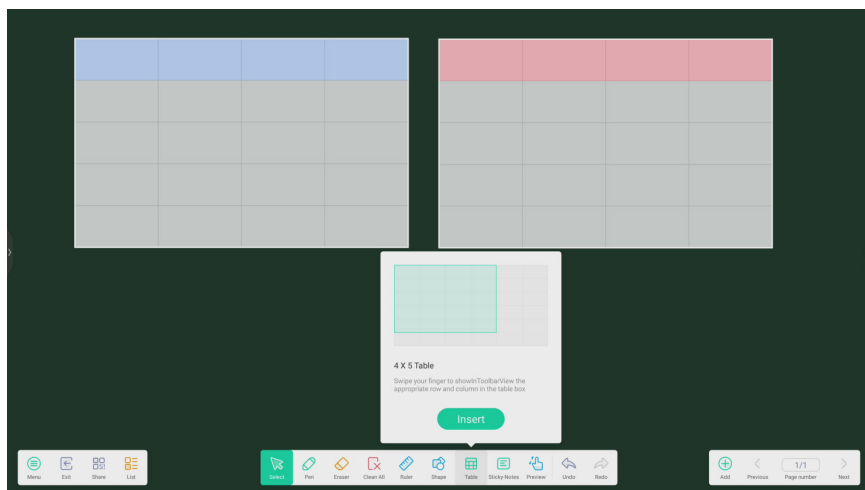 4 X 5 Table
Swipe your finger to showInToolbarView the
appropriate row and column in the table box
Insert
Menu
Exit
Share
List
Select
Pen
Eraser
Clean All
Ruler
Shape
Table
Sticky-Notes
Preview
Undo
Redo
Add
Previous
1/1
Page number
Next